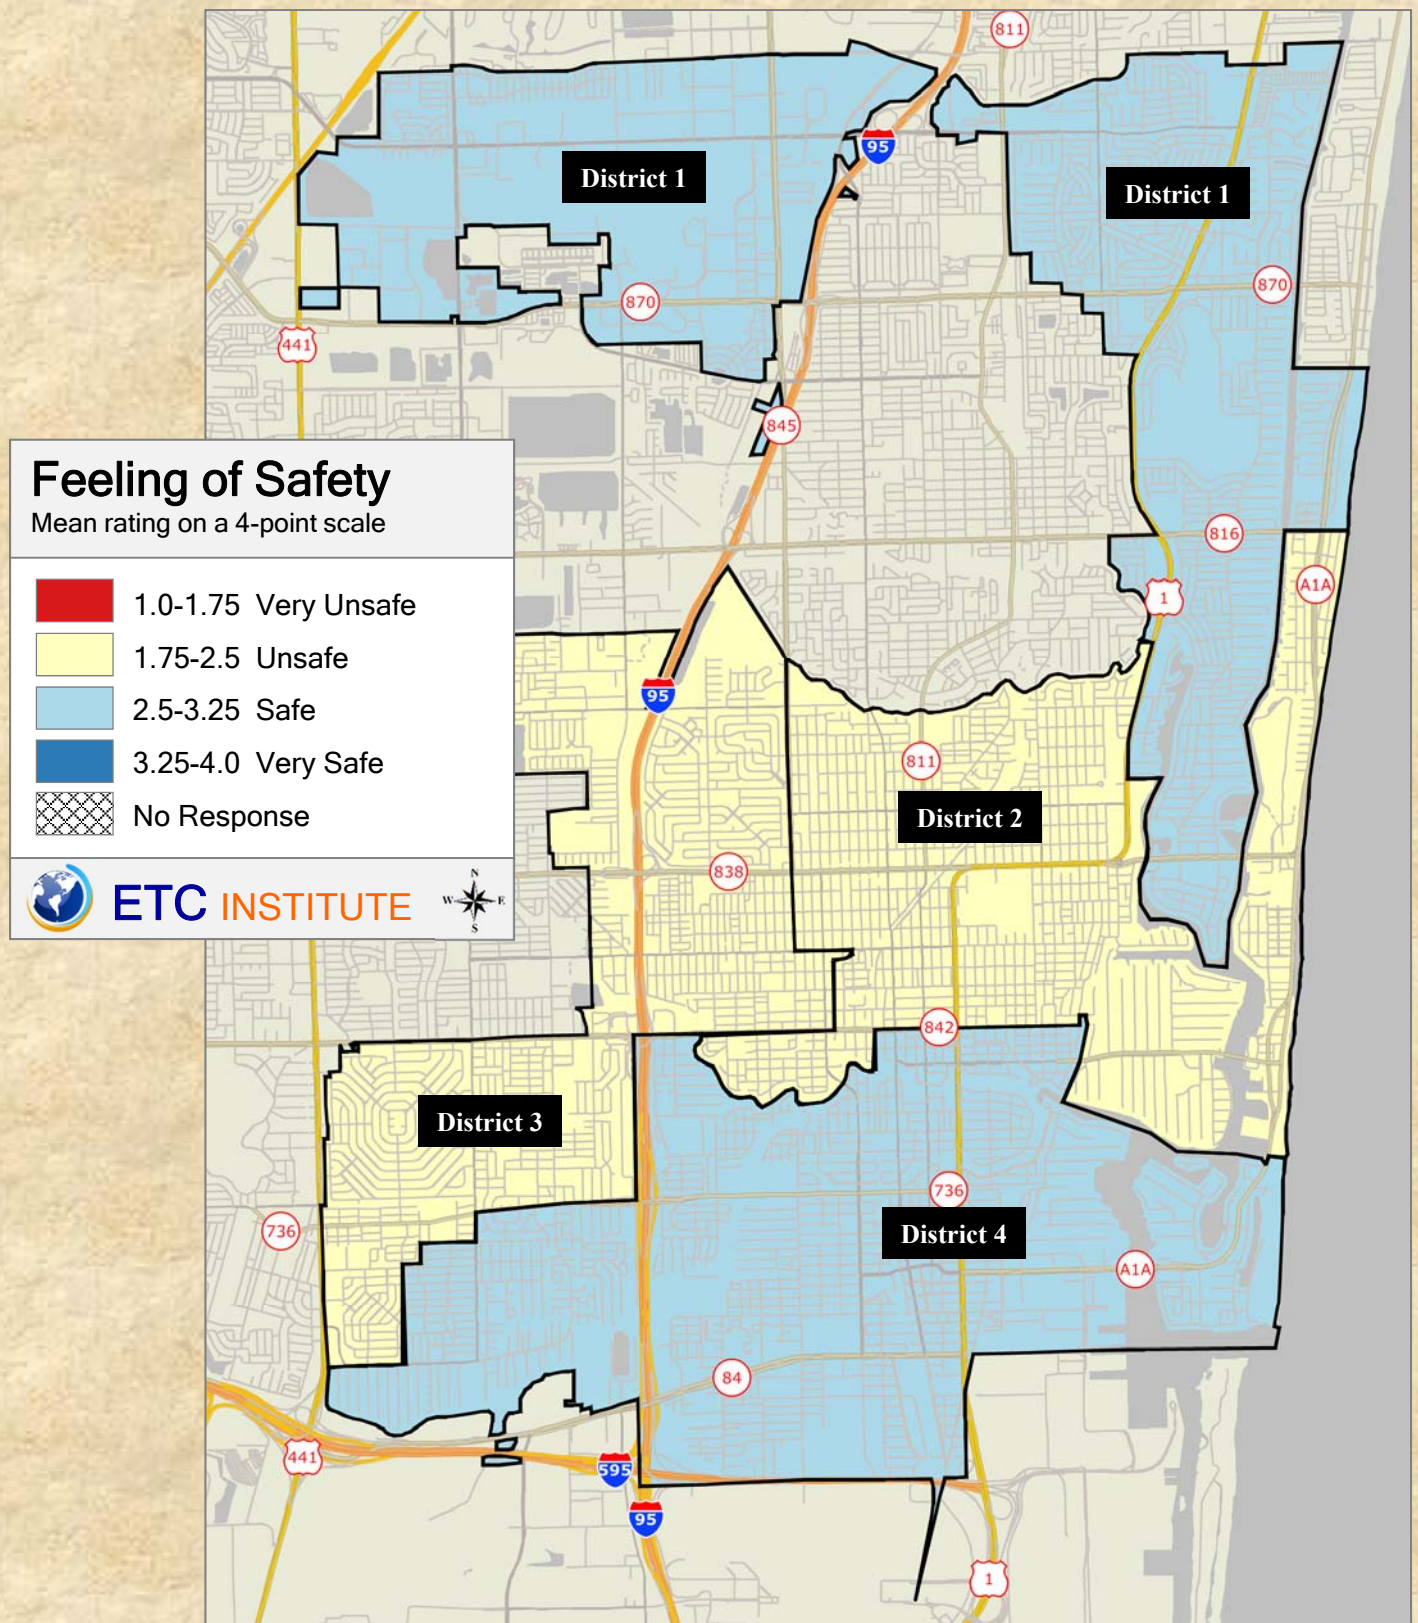 811
95
District 1
District 1
870
870
441
845
Feeling of Safety
Mean rating on a 4-point scale
816
A1A
1.0-1.75 Very Unsafe
1
1.75-2.5 Unsafe
95
2.5-3.25 Safe
3.25-4.0 Very Safe
811
No Response
District 2
838
ETC INSTITUTE
N
W E
S
842
District 3
736
736
District 4
A1A
84
441
595
95
1